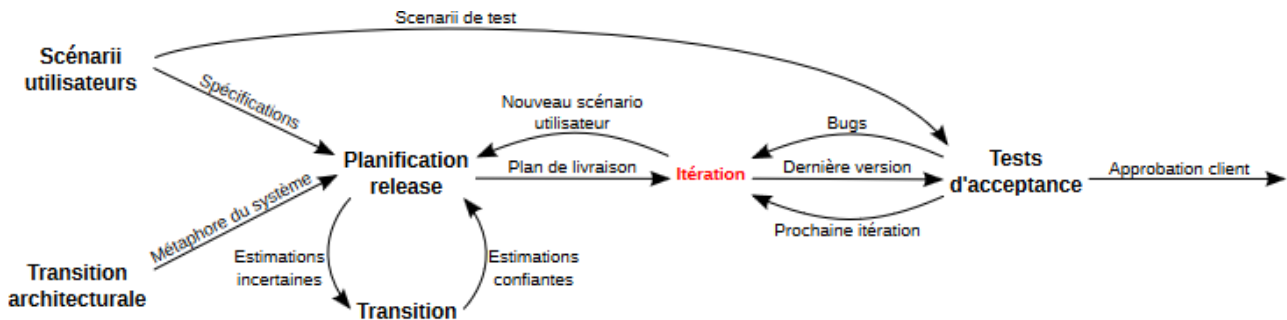 Scenarii de test
Scénarii
utilisateurs
Spécifications
Nouveau scénario
utilisateur
Bugs
Planification
release
Plan de livraison
Itération
Dernière version
Tests
d'acceptance
Approbation client
Métaphore du système
Prochaine itération
Transition
architecturale
Estimations
incertaines
Estimations
confiantes
Transition